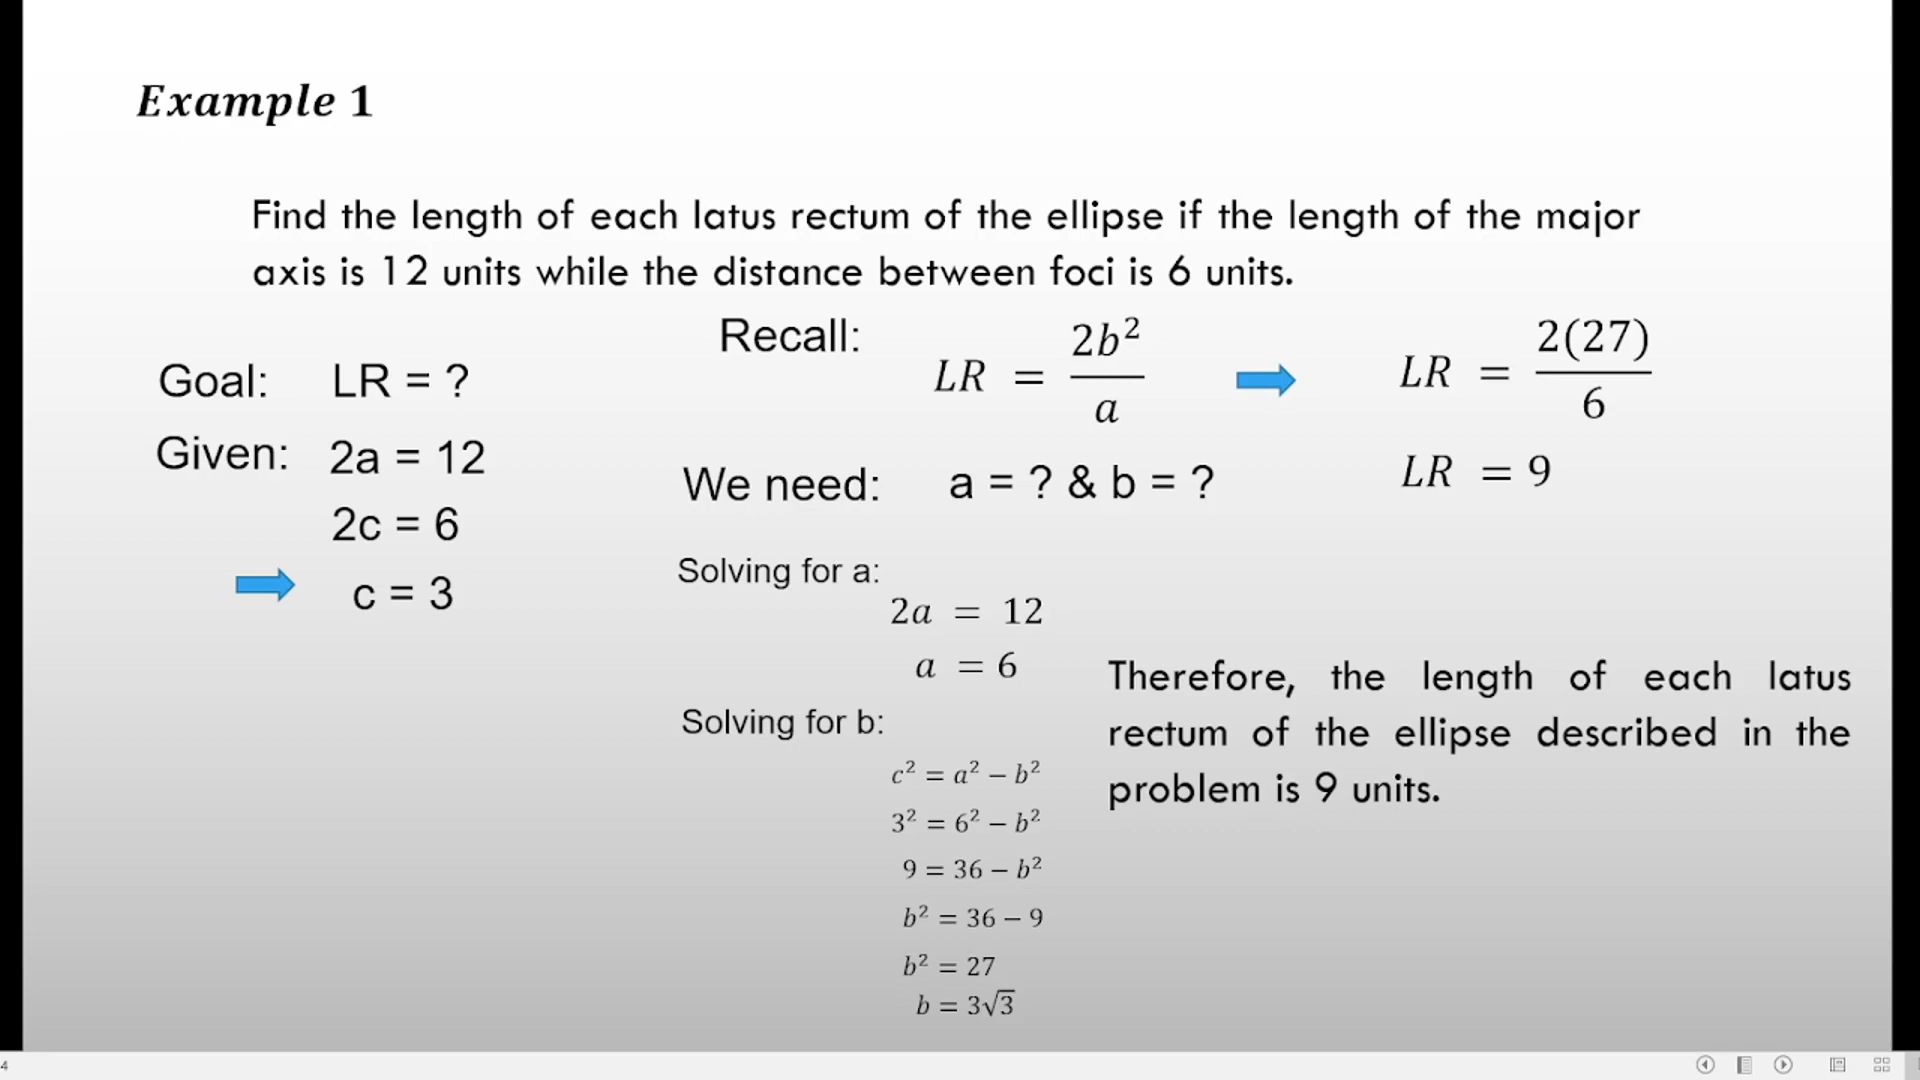 Example 1
Find the length of each latus rectum of the ellipse if the length of the major
axis is 12 units while the distance between foci is 6 units.
Goal: LR = ?
Given: 2a = 12
2c = 6
c = 3
Recall: LR = 2b²/a
We need: a = ? & b = ?
Solving for a:
2a = 12
a = 6
Solving for b:
c² = a² − b²
3² = 6² − b²
9 = 36 − b²
b² = 36 − 9
b² = 27
b = 3√3
LR = 2(27)/6
LR = 9
Therefore, the length of each latus
rectum of the ellipse described in the
problem is 9 units.
4